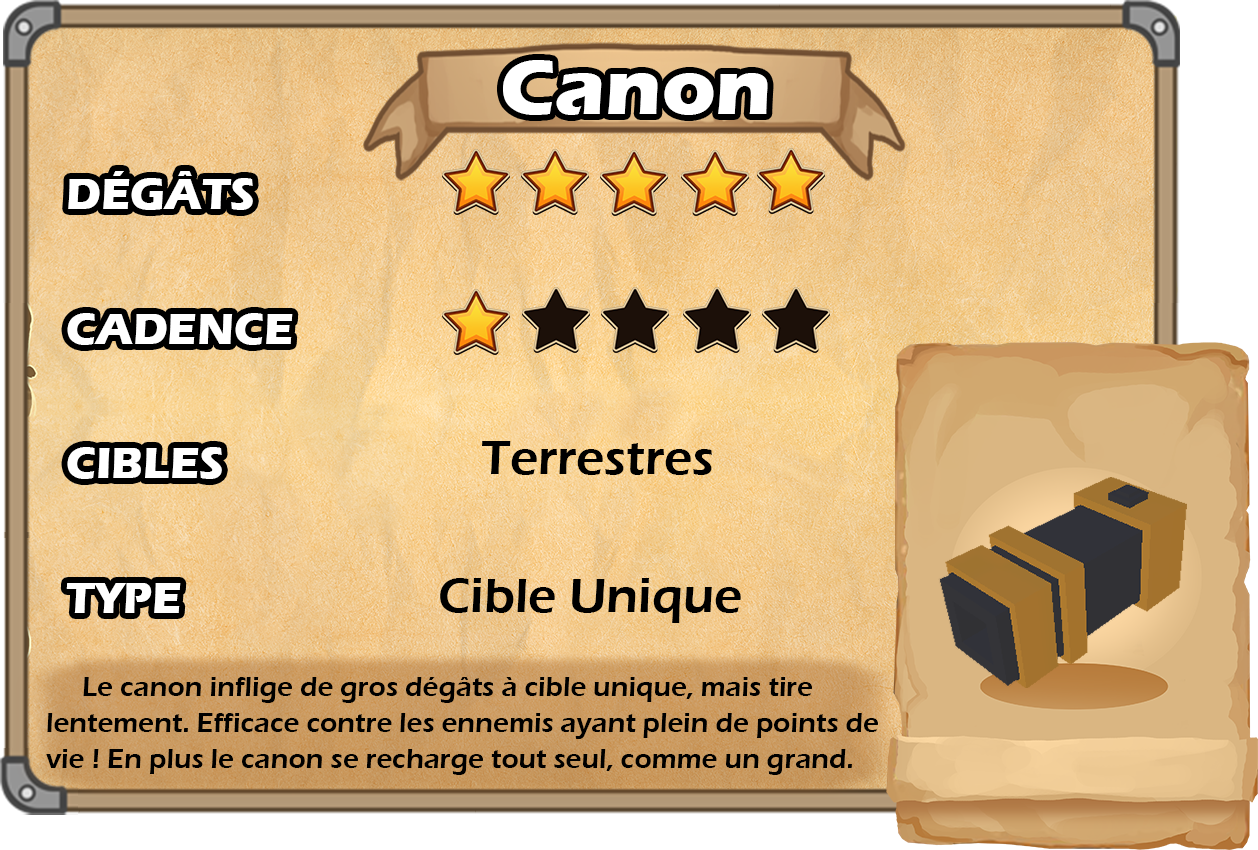 Canon
DÉGÂTS
CADENCE
CIBLES Terrestres
TYPE Cible Unique
Le canon inflige de gros dégâts à cible unique, mais tire
lentement. Efficace contre les ennemis ayant plein de points de
vie ! En plus le canon se recharge tout seul, comme un grand.